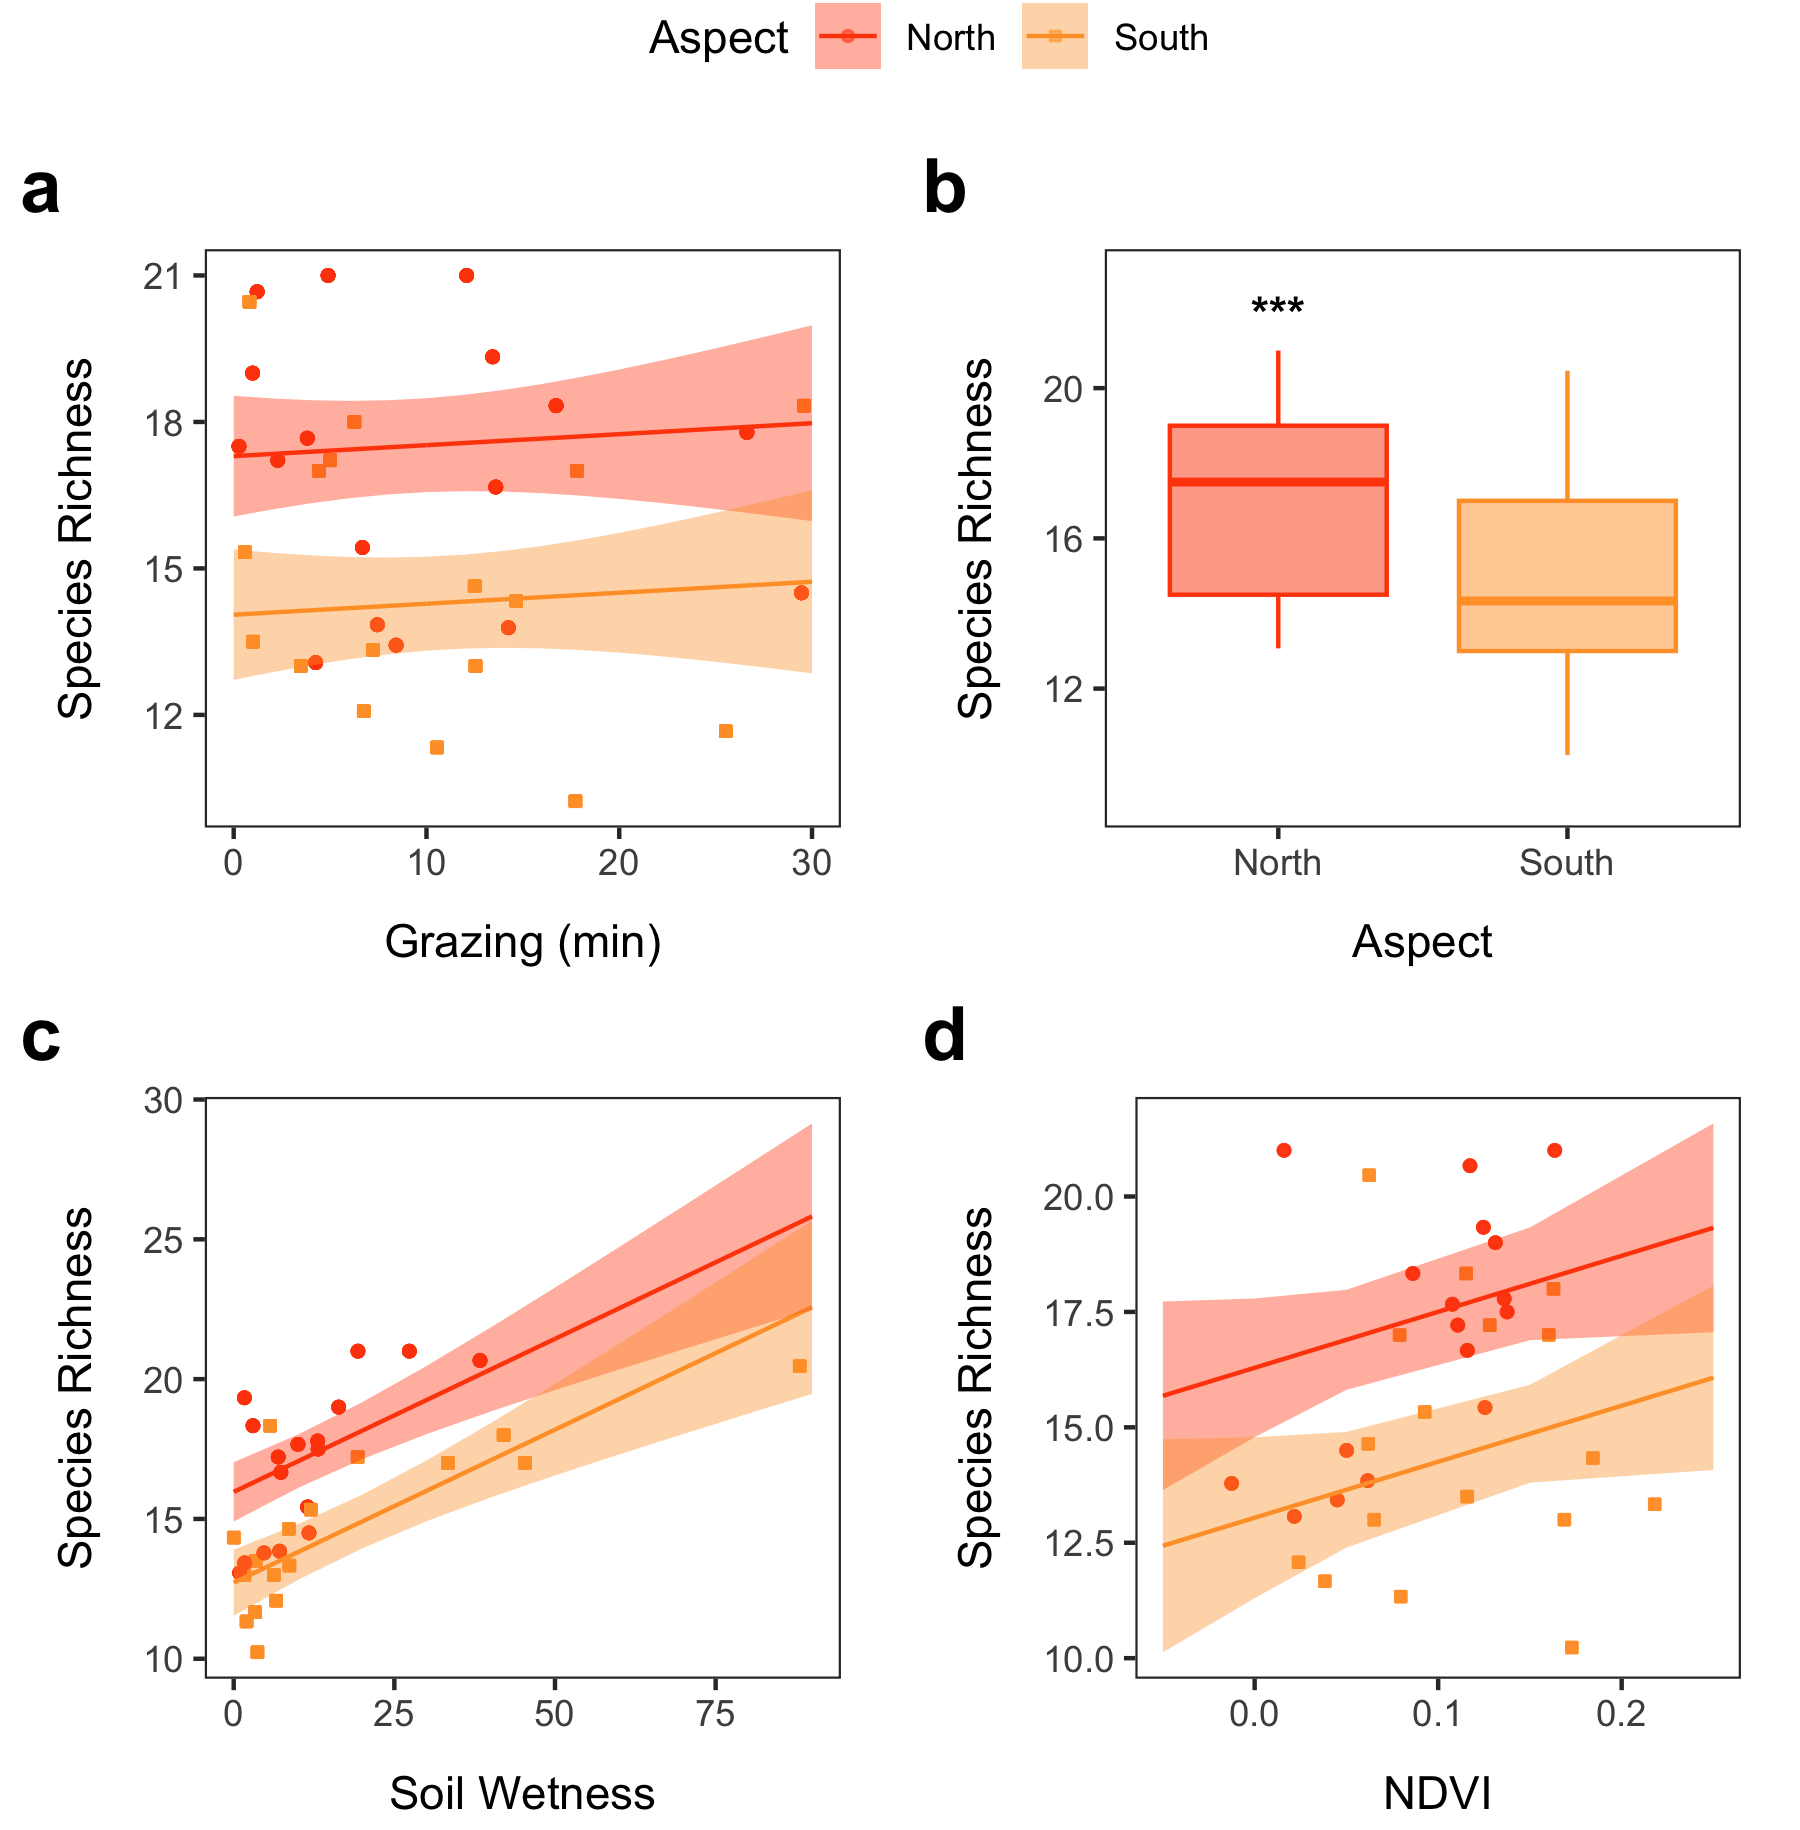 Aspect North South
a
b
Species Richness
21
18
15
12
0 10 20 30
Grazing (min)
Species Richness
20
16
12
***
North South
Aspect
c
d
Species Richness
30
25
20
15
10
0 25 50 75
Soil Wetness
Species Richness
20.0
17.5
15.0
12.5
10.0
0.0 0.1 0.2
NDVI